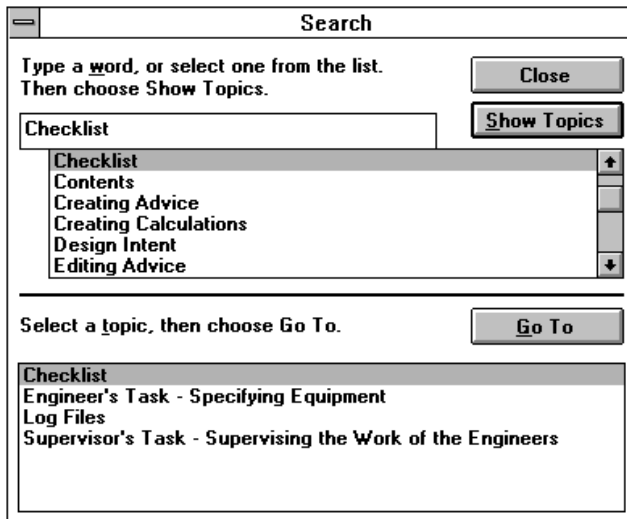 Search
Type a word, or select one from the list.
Then choose Show Topics.
Close
Show Topics
Checklist
Checklist
Contents
Creating Advice
Creating Calculations
Design Intent
Editing Advice
Select a topic, then choose Go To.
Go To
Checklist
Engineer's Task - Specifying Equipment
Log Files
Supervisor's Task - Supervising the Work of the Engineers